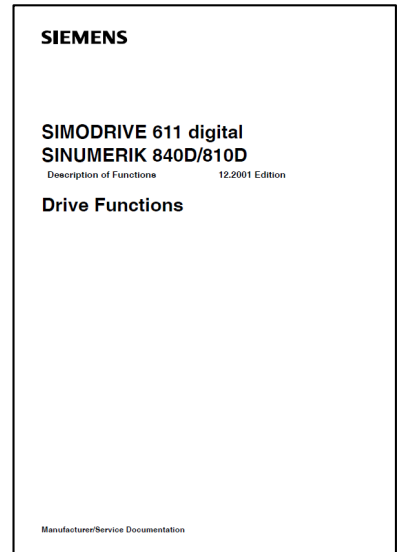 SIEMENS
SIMODRIVE 611 digital
SINUMERIK 840D/810D
Description of Functions 12.2001 Edition
Drive Functions
Manufacturer/Service Documentation